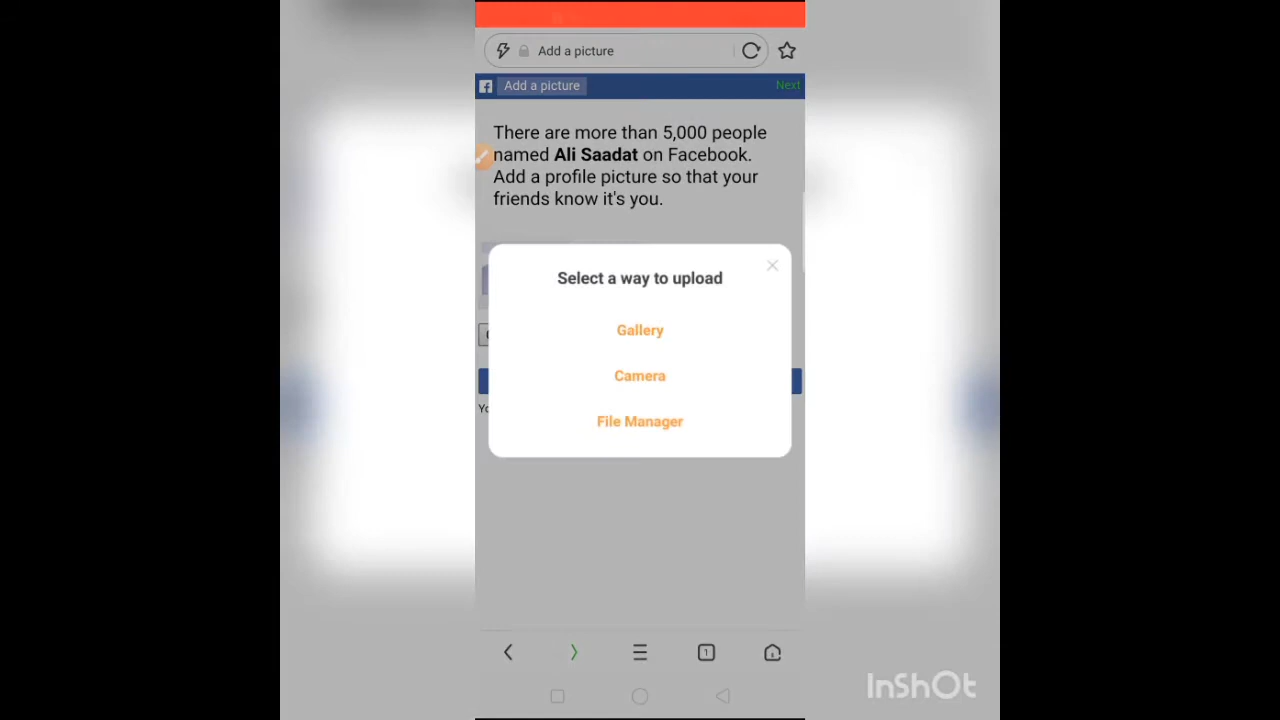 Add a picture
Add a picture
Next
There are more than 5,000 people
named Ali Saadat on Facebook.
Add a profile picture so that your
friends know it's you.
Select a way to upload
Gallery
Camera
File Manager
1
InShOt